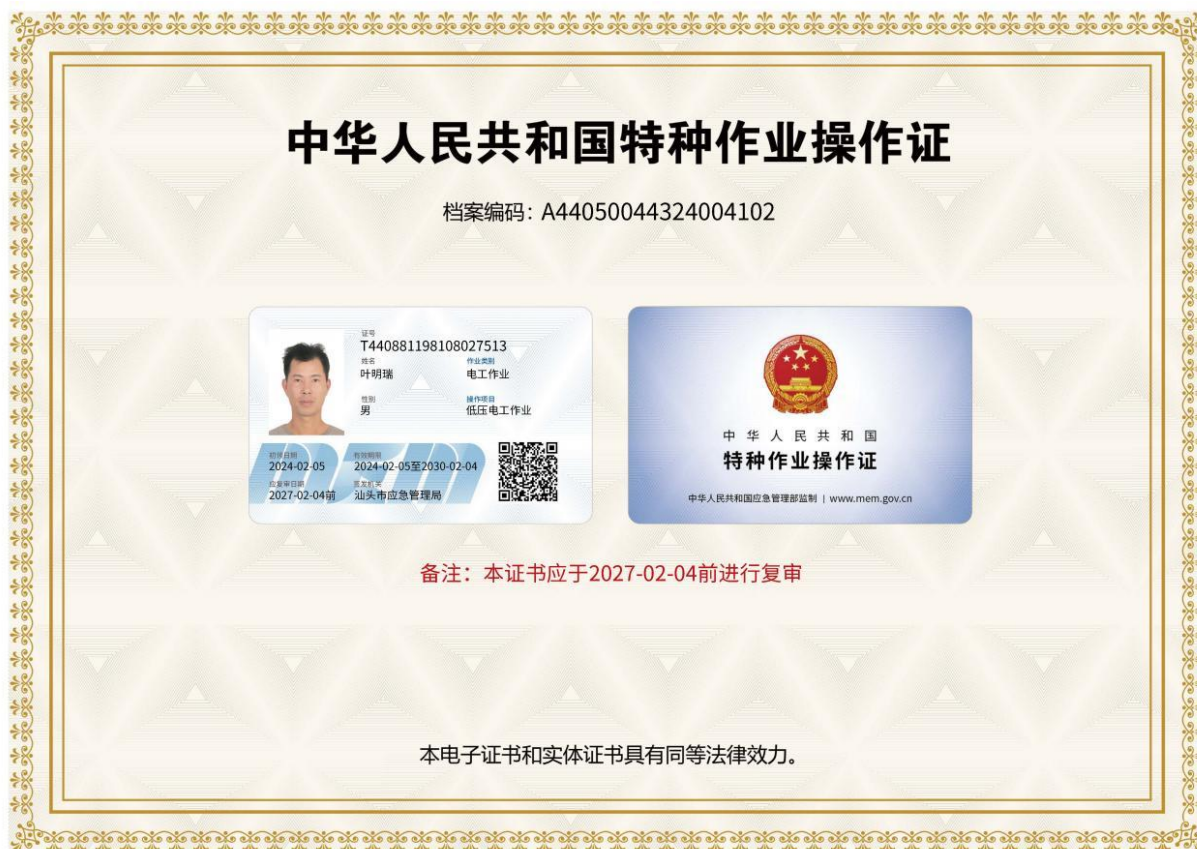 中华人民共和国特种作业操作证
档案编码：A44050044324004102
证号
T440881198108027513
姓名
叶明瑞
作业类别
电工作业
性别
男
操作项目
低压电工作业
初领日期
2024-02-05
有效期限
2024-02-05至2030-02-04
应复审日期
2027-02-04前
签发机关
汕头市应急管理局
中华人民共和国
特种作业操作证
中华人民共和国应急管理部监制 | www.mem.gov.cn
备注：本证书应于2027-02-04前进行复审
本电子证书和实体证书具有同等法律效力。